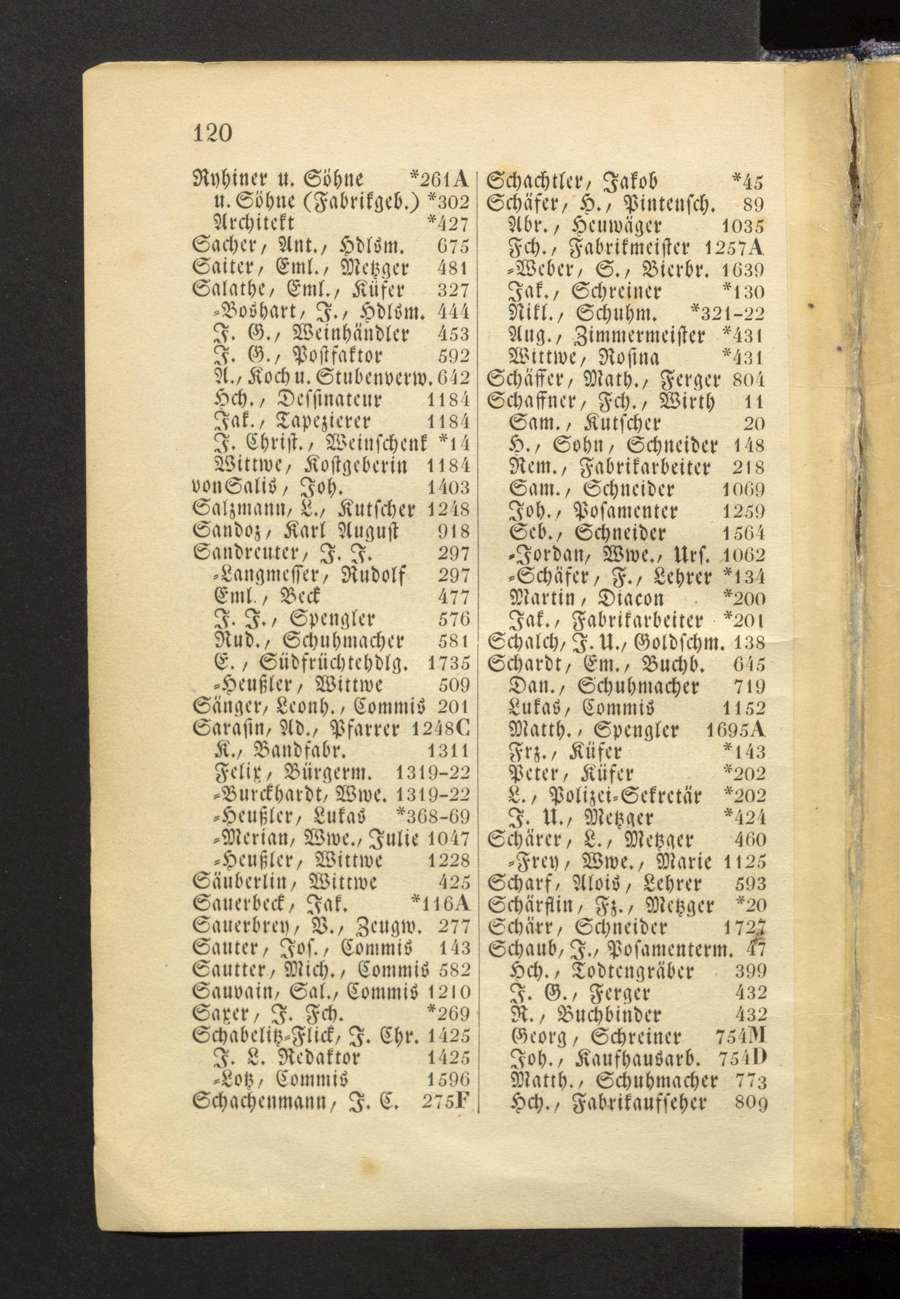 120
Ryhiner u. Söhne *261A
u. Söhne (Fabrikgeb.) *302
Architekt *427
Sacher, Ant., Hdlsm. 675
Saiter, Eml., Metzger 481
Salathe, Eml., Küfer 327
-Boshart, J., Hdlsm. 444
J. G., Weinhändler 453
J. G., Postfaktor 592
A., Koch u. Stubenverw. 642
Hch., Dessinateur 1184
Jak., Tapezierer 1184
J. Christ., Weinschenk *14
Wittwe, Kostgeberin 1184
von Salis, Joh. 1403
Salzmann, L., Kutscher 1248
Sandoz, Karl August 918
Sandreuter, J. J. 297
-Langmesser, Rudolf 297
Eml., Beck 477
J. J., Spengler 576
Rud., Schuhmacher 581
E., Südfrüchtehdlg. 1735
-Heußler, Wittwe 509
Sänger, Leonh., Commis 201
Sarasin, Ad., Pfarrer 1248C
K., Bandfabr. 1311
Felix, Bürgerm. 1319-22
-Burckhardt, Wwe. 1319-22
-Heußler, Lukas *368-69
-Merian, Wwe., Julie 1047
-Heußler, Wittwe 1228
Säuberlin, Wittwe 425
Sauerbeck, Jak. *116A
Sauerbrey, V., Zeugw. 277
Sauter, Jos., Commis 143
Sautter, Mich., Commis 582
Sauvain, Sal., Commis 1210
Saxer, J. Fch. *269
Schabelitz-Flick, J. Chr. 1425
J. L. Redaktor 1425
-Lotz, Commis 1596
Schachenmann, J. C. 275F
Schachtler, Jakob *45
Schäfer, H., Pintensch. 89
Abr., Heuwäger 1035
Fch., Fabrikmeister 1257A
-Weber, S., Bierbr. 1639
Jak., Schreiner *130
Nikl., Schuhm. *321-22
Aug., Zimmermeister *431
Wittwe, Rosina *431
Schäffer, Math., Ferger 804
Schaffner, Fch., Wirth 11
Sam., Kutscher 20
H., Sohn, Schneider 148
Rem., Fabrikarbeiter 218
Sam., Schneider 1069
Joh., Posamenter 1259
Seb., Schneider 1564
-Jordan, Wwe., Urs. 1062
-Schäfer, F., Lehrer *134
Martin, Diacon *200
Jak., Fabrikarbeiter *201
Schalch, J. U., Goldschm. 138
Schardt, Em., Buchb. 645
Dan., Schuhmacher 719
Lukas, Commis 1152
Matth., Spengler 1695A
Frz., Küfer *143
Peter, Küfer *202
L., Polizei-Sekretär *202
J. U., Metzger *424
Schärer, L., Metzger 460
-Frey, Wwe., Marie 1125
Scharf, Alois, Lehrer 593
Schärflin, Fz., Metzger *20
Schärr, Schneider 1727
Schaub, J., Posamenterm. 47
Hch., Todtengräber 399
J. G., Ferger 432
R., Buchbinder 432
Georg, Schreiner 754M
Joh., Kaufhausarb. 754D
Matth., Schuhmacher 773
Hch., Fabrikaufseher 809